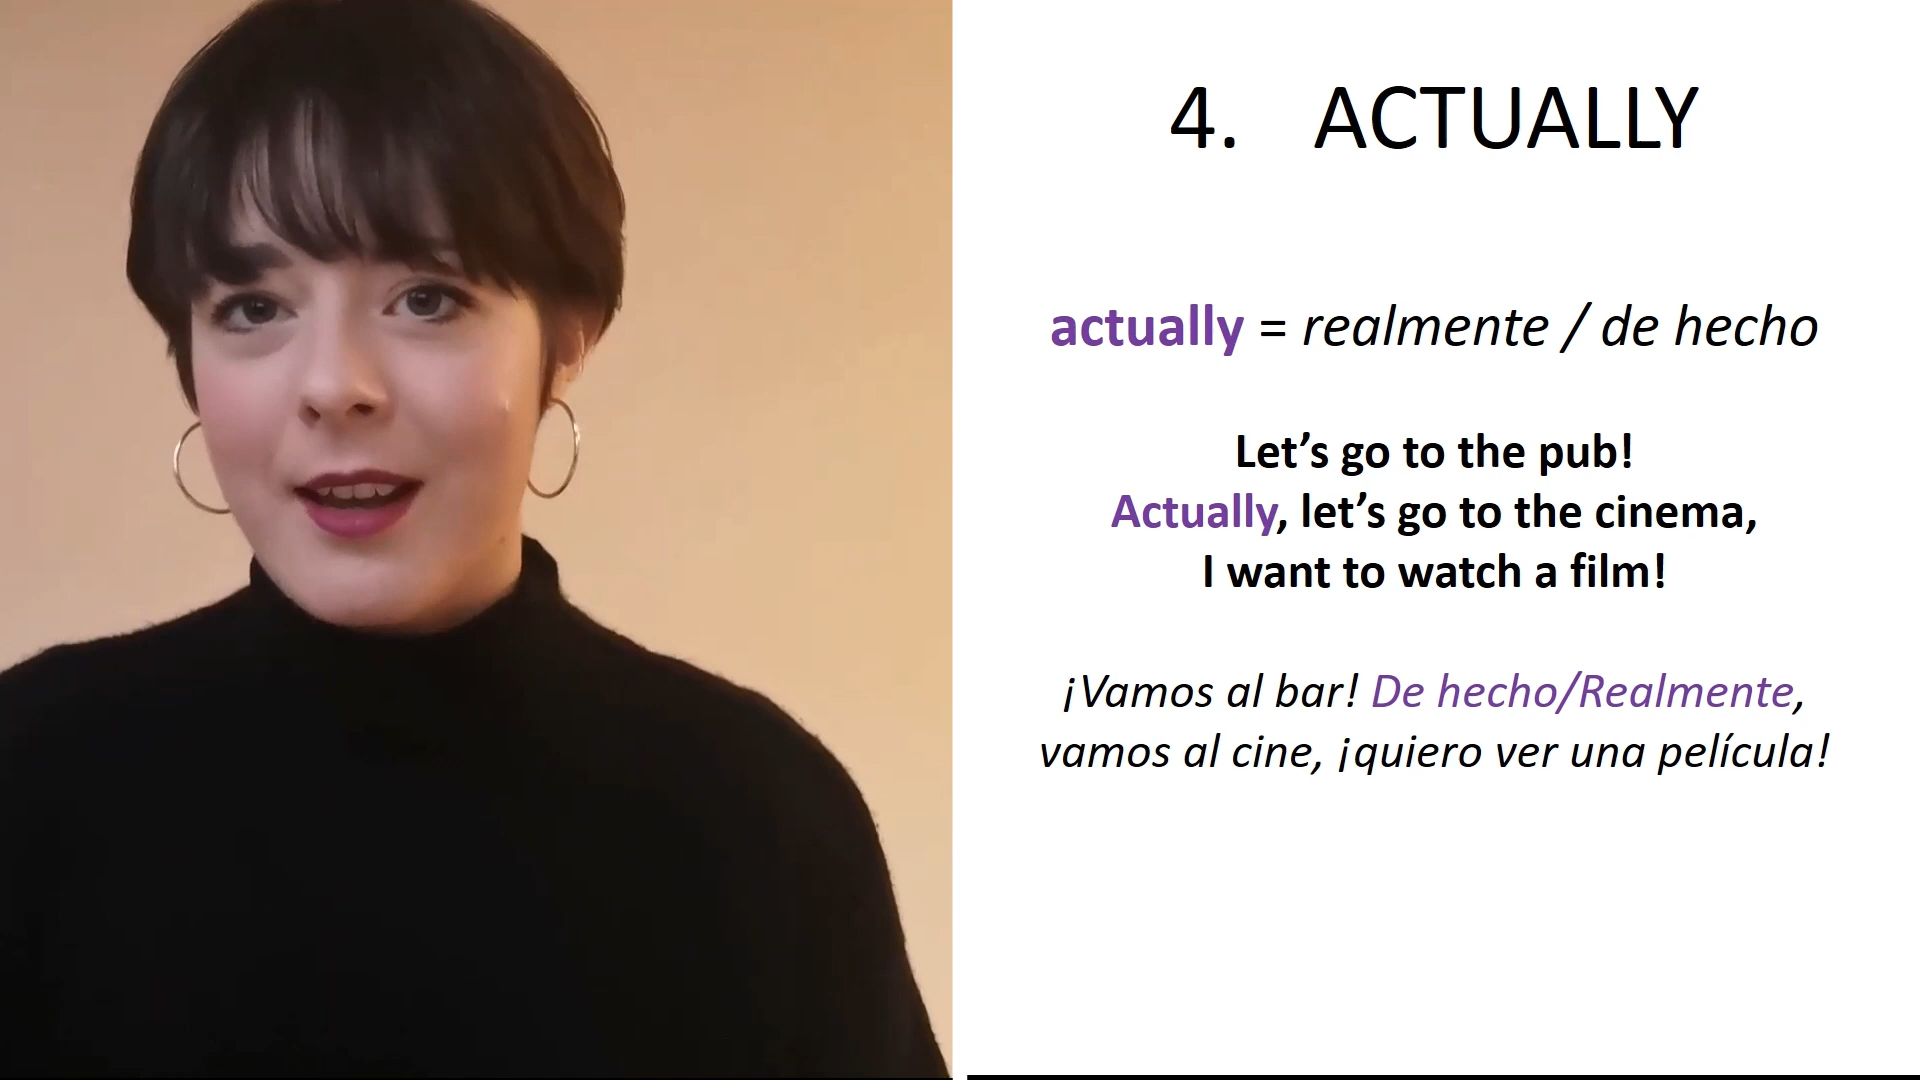 4. ACTUALLY
actually = realmente / de hecho
Let’s go to the pub!
Actually, let’s go to the cinema,
I want to watch a film!
¡Vamos al bar! De hecho/Realmente,
vamos al cine, ¡quiero ver una película!